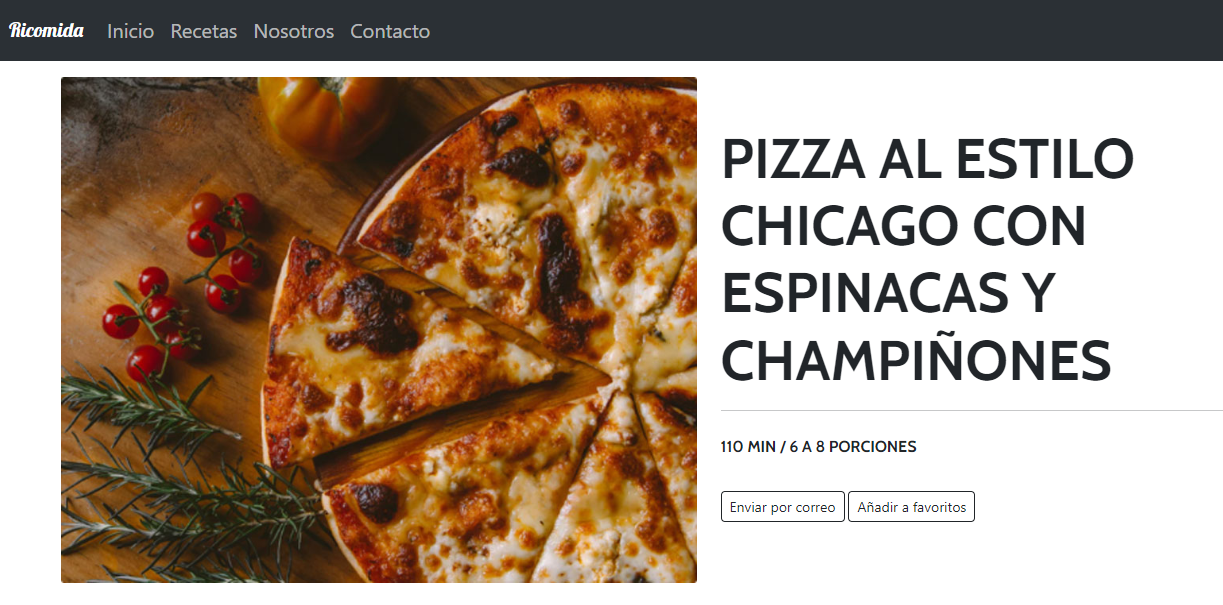 Ricomida Inicio Recetas Nosotros Contacto
PIZZA AL ESTILO
CHICAGO CON
ESPINACAS Y
CHAMPIÑONES
110 MIN / 6 A 8 PORCIONES
Enviar por correo Añadir a favoritos